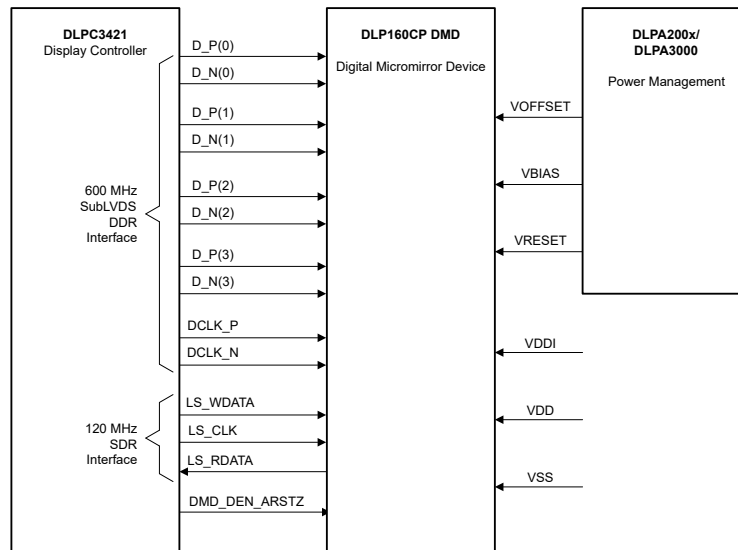 DLPC3421
Display Controller
600 MHz
SubLVDS
DDR
Interface
120 MHz
SDR
Interface
D_P(0)
D_N(0)
D_P(1)
D_N(1)
D_P(2)
D_N(2)
D_P(3)
D_N(3)
DCLK_P
DCLK_N
LS_WDATA
LS_CLK
LS_RDATA
DMD_DEN_ARSTZ
DLP160CP DMD
Digital Micromirror Device
VOFFSET
VBIAS
VRESET
VDDI
VDD
VSS
DLPA200x/
DLPA3000
Power Management